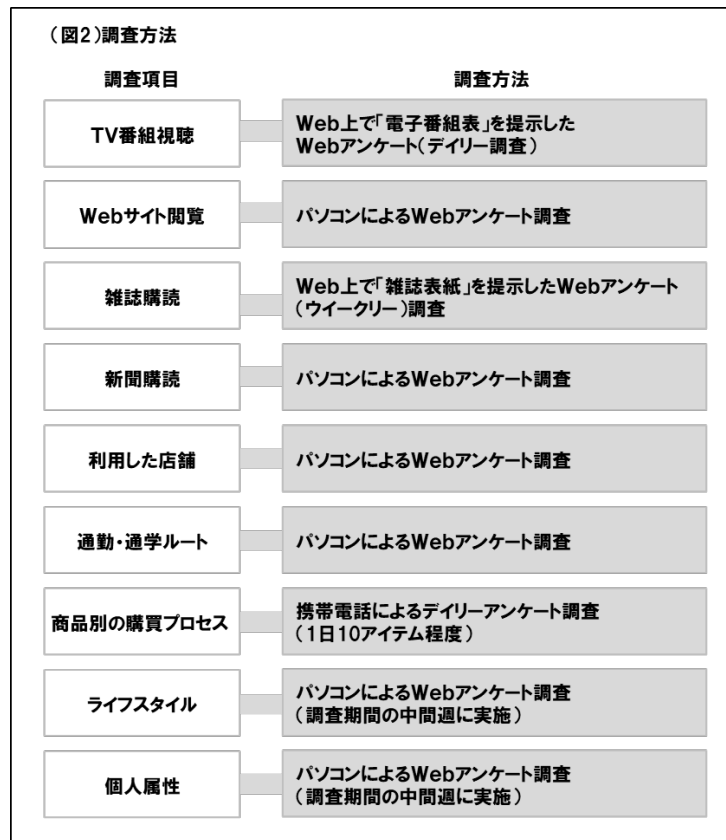 (図2)調査方法
調査項目
調査方法
TV番組視聴
Web上で「電子番組表」を提示した
Webアンケート(デイリー調査)
Webサイト閲覧
パソコンによるWebアンケート調査
雑誌購読
Web上で「雑誌表紙」を提示したWebアンケート
(ウイークリー)調査
新聞購読
パソコンによるWebアンケート調査
利用した店舗
パソコンによるWebアンケート調査
通勤・通学ルート
パソコンによるWebアンケート調査
商品別の購買プロセス
携帯電話によるデイリーアンケート調査
(1日10アイテム程度)
ライフスタイル
パソコンによるWebアンケート調査
(調査期間の中間週に実施)
個人属性
パソコンによるWebアンケート調査
(調査期間の中間週に実施)